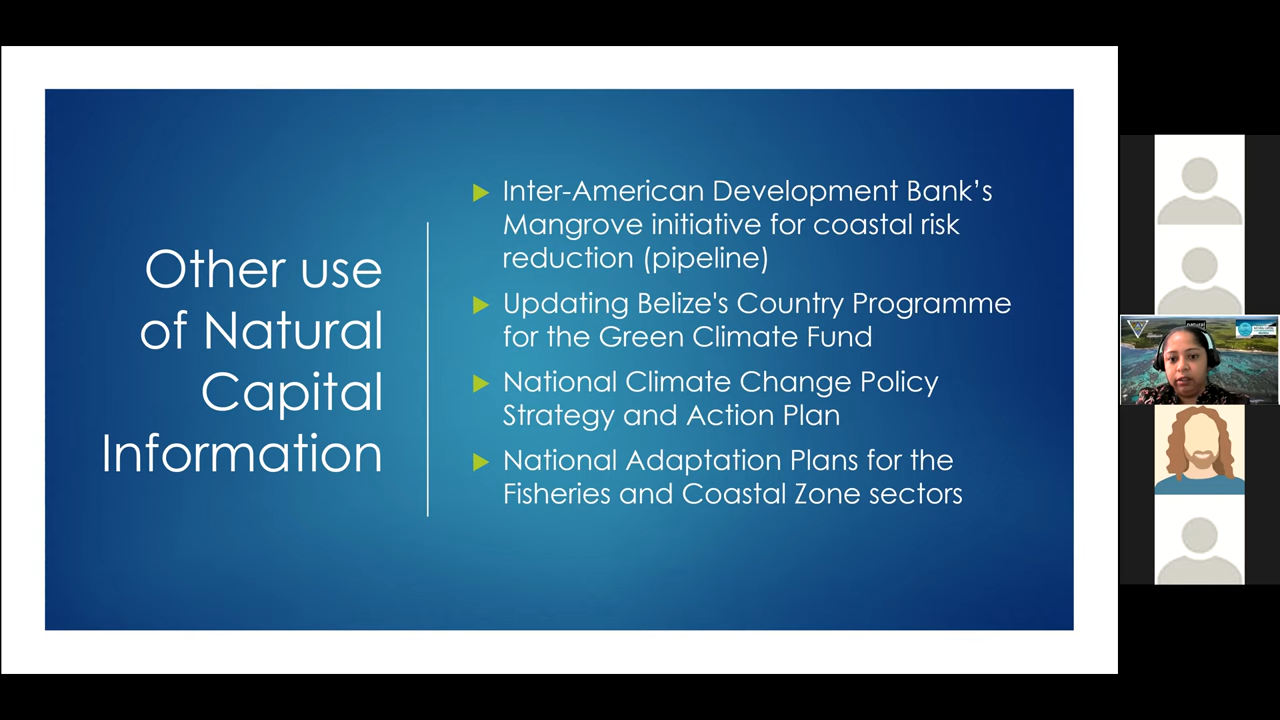 Other use
of Natural
Capital
Information
Inter-American Development Bank’s
Mangrove initiative for coastal risk
reduction (pipeline)
Updating Belize's Country Programme
for the Green Climate Fund
National Climate Change Policy
Strategy and Action Plan
National Adaptation Plans for the
Fisheries and Coastal Zone sectors
natural